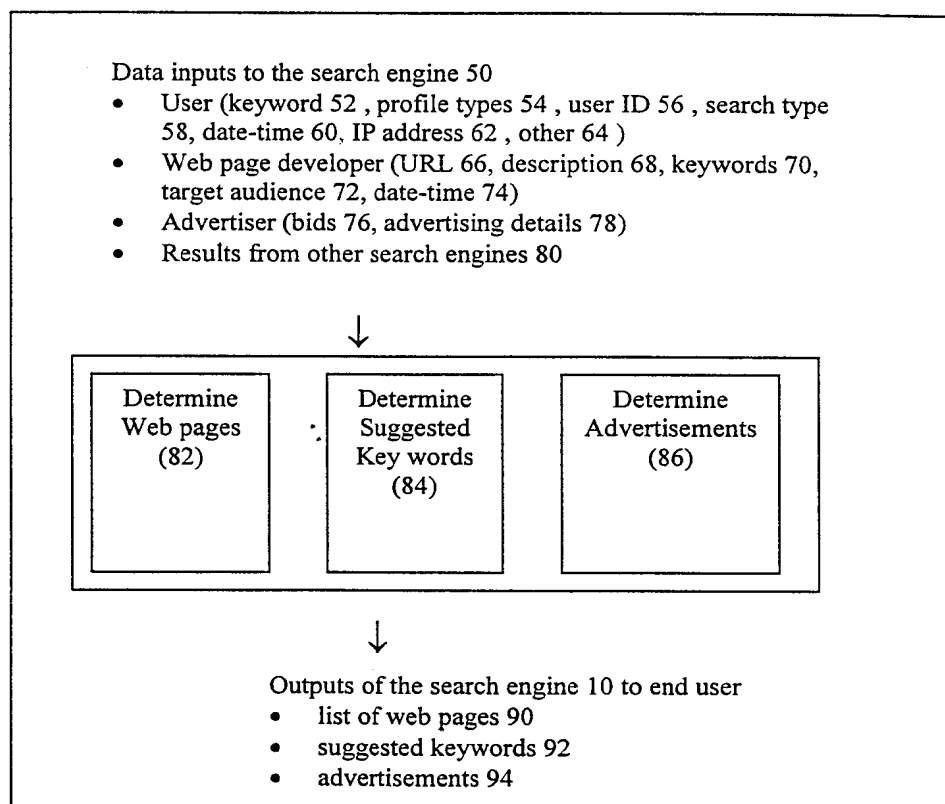 Data inputs to the search engine 50
• User (keyword 52 , profile types 54 , user ID 56 , search type
58, date-time 60, IP address 62 , other 64 )
• Web page developer (URL 66, description 68, keywords 70,
target audience 72, date-time 74)
• Advertiser (bids 76, advertising details 78)
• Results from other search engines 80
Determine
Web pages
(82)
Determine
Suggested
Key words
(84)
Determine
Advertisements
(86)
Outputs of the search engine 10 to end user
• list of web pages 90
• suggested keywords 92
• advertisements 94